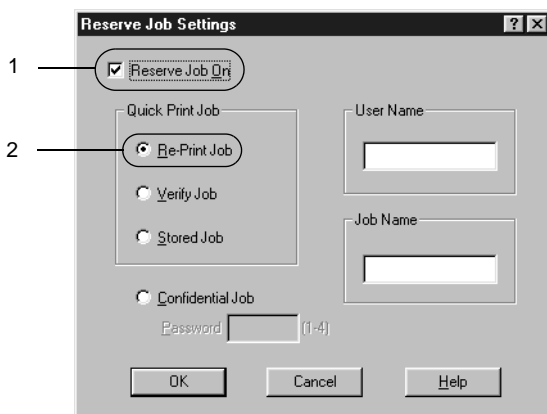 Reserve Job Settings
1
Reserve Job On
Quick Print Job
User Name
2
Re-Print Job
Verify Job
Job Name
Stored Job
Confidential Job
Password (1-4)
OK Cancel Help